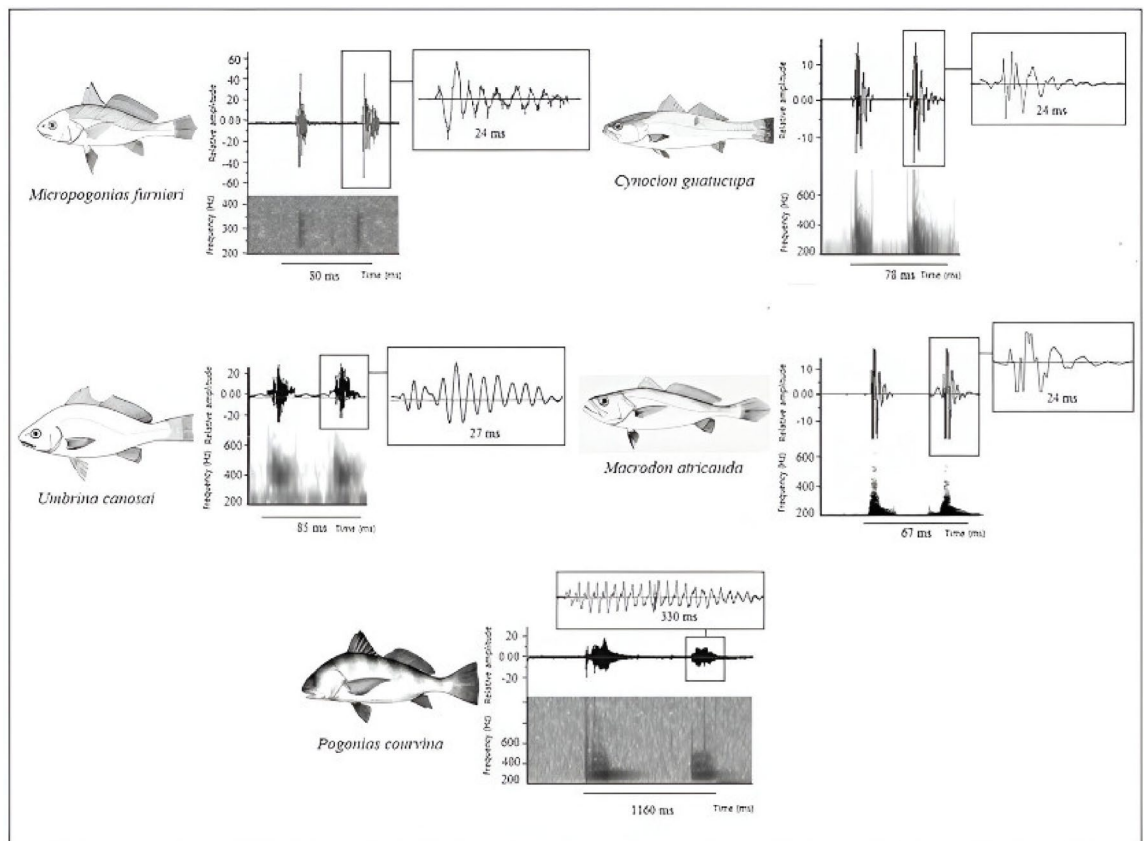 60
40
20
0.00
-20
-40
-60
Relative amplitude
24 ms
Micropogonias furnieri
400
300
200
Frequency (Hz)
80 ms
Time (ms)
10
0.00
-10
Relative amplitude
24 ms
Cynocion guatucupa
600
400
200
Frequency (Hz)
78 ms
Time (ms)
20
0.00
-20
Relative amplitude
27 ms
Umbrina canosai
600
400
200
Frequency (Hz)
85 ms
Time (ms)
10
0.00
-10
Relative amplitude
24 ms
Macrodon atricauda
600
400
200
Frequency (Hz)
67 ms
Time (ms)
330 ms
20
0.00
-20
Relative amplitude
Pogonias courvina
600
400
200
Frequency (Hz)
1160 ms
Time (ms)